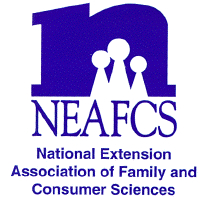 n
NEAFCS
National Extension
Association of Family and
Consumer Sciences